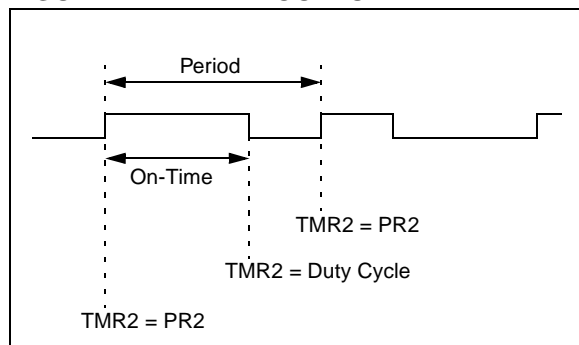 Period
On-Time
TMR2 = PR2
TMR2 = Duty Cycle
TMR2 = PR2